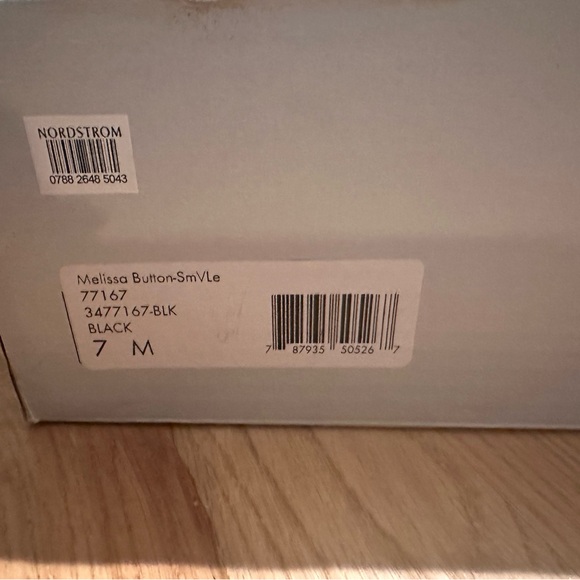 NORDSTROM
0788 2648 5043
Melissa Button-SmVLe
77167
3477167-BLK
BLACK
7 M
7 87935 50526 7